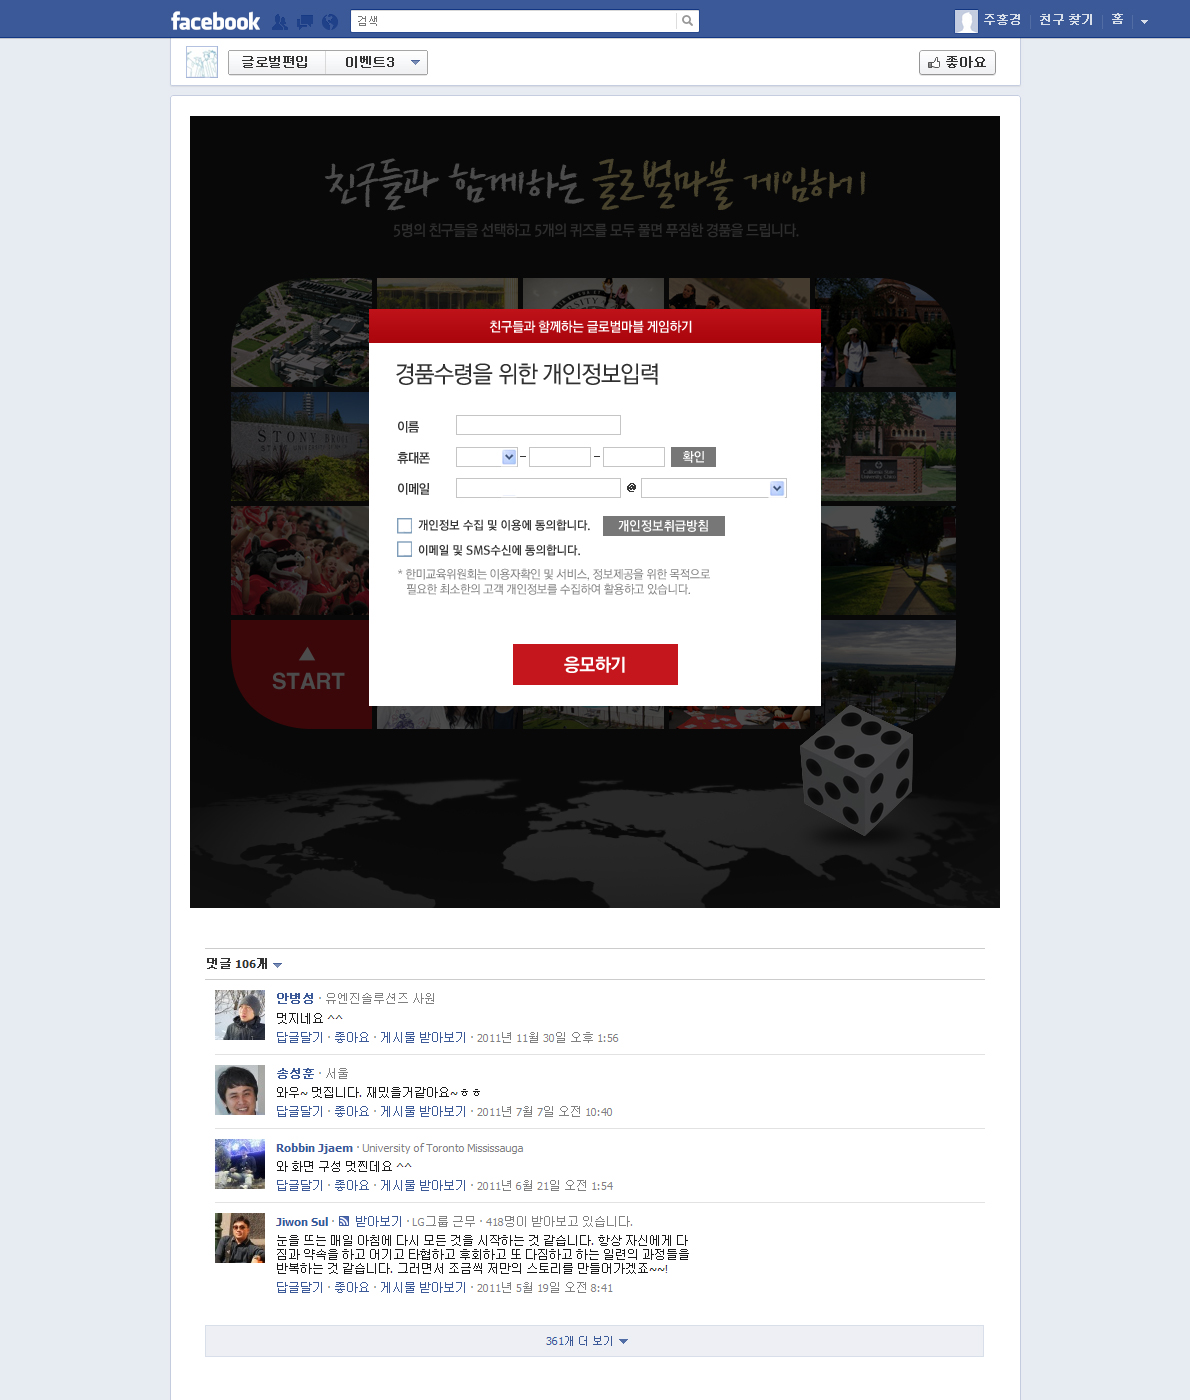 facebook
검색
주홍경
친구 찾기
홈
글로벌편입
이벤트3
좋아요
친구들과 함께하는 글로벌마블 게임하기
5명의 친구들을 선택하고 5개의 퀴즈를 모두 풀면 푸짐한 경품을 드립니다.
친구들과 함께하는 글로벌마블 게임하기
경품수령을 위한 개인정보입력
이름
휴대폰 - - 확인
이메일 @
개인정보 수집 및 이용에 동의합니다. 개인정보취급방침
이메일 및 SMS수신에 동의합니다.
* 한미교육위원회는 이용자확인 및 서비스, 정보제공을 위한 목적으로
필요한 최소한의 고객 개인정보를 수집하여 활용하고 있습니다.
응모하기
STONY BROOK
START
댓글 106개
안병성 · 유엔진솔루션즈 사원
멋지네요 ^^
답글달기 · 좋아요 · 게시물 받아보기 · 2011년 11월 30일 오후 1:56
송성훈 · 서울
와우~ 멋집니다. 재밌을거같아요~ㅎㅎ
답글달기 · 좋아요 · 게시물 받아보기 · 2011년 7월 7일 오전 10:40
Robbin Jjaem · University of Toronto Mississauga
와 화면 구성 멋찐데요 ^^
답글달기 · 좋아요 · 게시물 받아보기 · 2011년 6월 21일 오전 1:54
Jiwon Sul · 받아보기 · LG그룹 근무 · 418명이 받아보고 있습니다.
눈을 뜨는 매일 아침에 다시 모든 것을 시작하는 것 같습니다. 항상 자신에게 다
짐과 약속을 하고 어기고 타협하고 후회하고 또 다짐하고 하는 일련의 과정들을
반복하는 것 같습니다. 그러면서 조금씩 저만의 스토리를 만들어가겠죠~~!
답글달기 · 좋아요 · 게시물 받아보기 · 2011년 5월 19일 오전 8:41
361개 더 보기